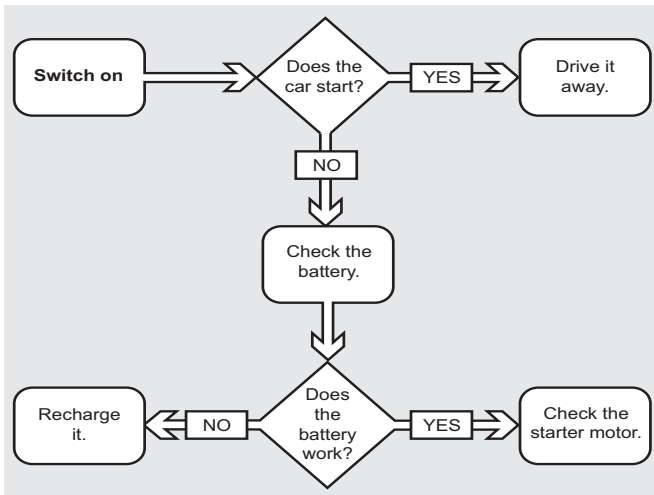 Switch on
Does the
car start?
YES
Drive it
away.
NO
Check the
battery.
Does
the
battery
work?
NO
Recharge
it.
YES
Check the
starter motor.